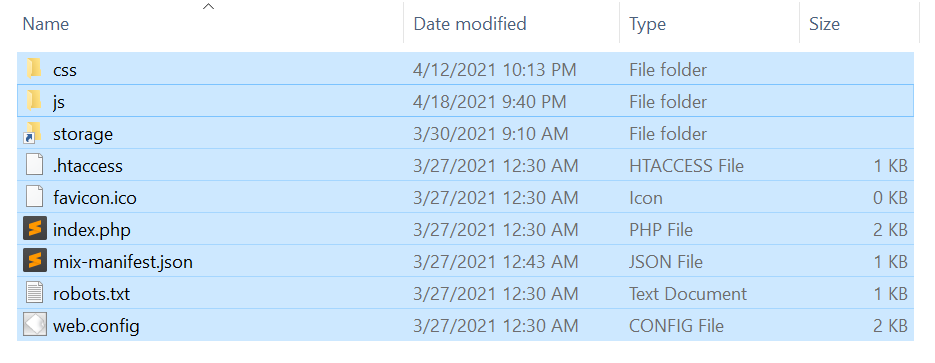 Name Date modified Type Size
css 4/12/2021 10:13 PM File folder
js 4/18/2021 9:40 PM File folder
storage 3/30/2021 9:10 AM File folder
.htaccess 3/27/2021 12:30 AM HTACCESS File 1 KB
favicon.ico 3/27/2021 12:30 AM Icon 0 KB
index.php 3/27/2021 12:30 AM PHP File 2 KB
mix-manifest.json 3/27/2021 12:43 AM JSON File 1 KB
robots.txt 3/27/2021 12:30 AM Text Document 1 KB
web.config 3/27/2021 12:30 AM CONFIG File 2 KB